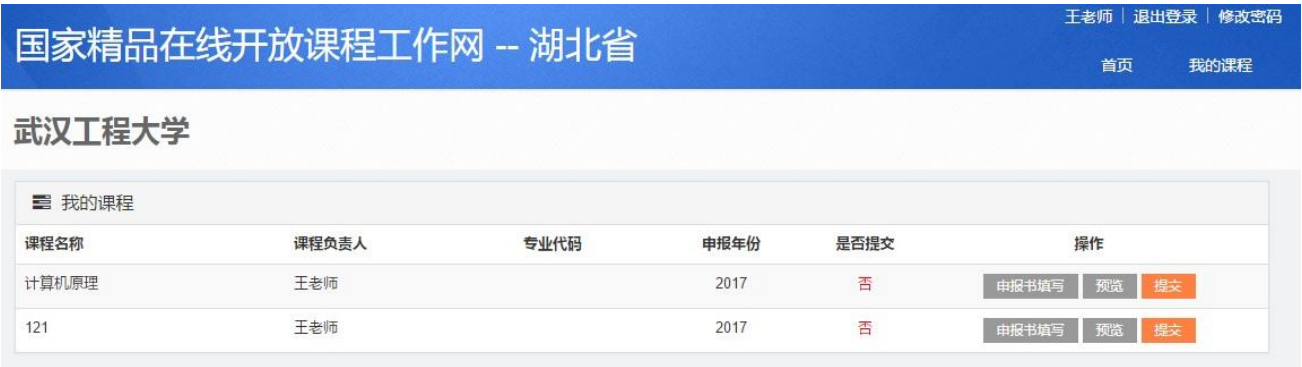 王老师 | 退出登录 | 修改密码
国家精品在线开放课程工作网 -- 湖北省
首页 我的课程
武汉工程大学
我的课程
课程名称 课程负责人 专业代码 申报年份 是否提交 操作
计算机原理 王老师 2017 否 申报书填写 预览 提交
121 王老师 2017 否 申报书填写 预览 提交